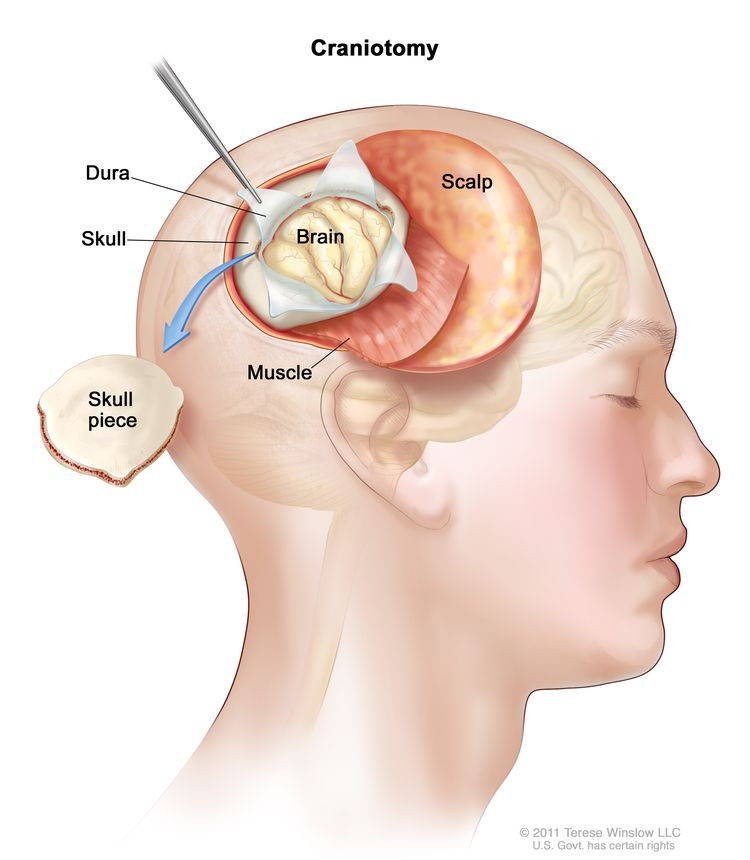 Craniotomy
Dura
Scalp
Skull
Brain
Muscle
Skull
piece
© 2011 Terese Winslow LLC
U.S. Govt. has certain rights